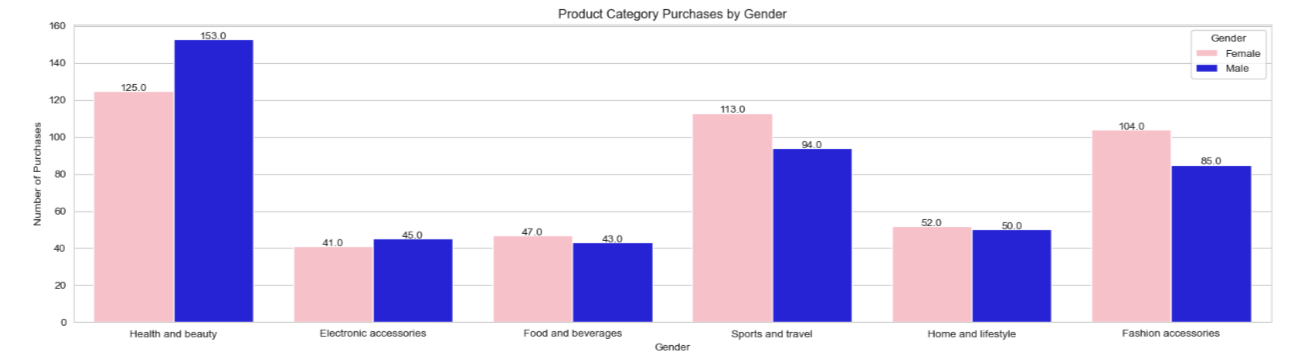 Product Category Purchases by Gender
Number of Purchases
160
140
120
100
80
60
40
20
0
125.0
153.0
41.0
45.0
47.0
43.0
113.0
94.0
52.0
50.0
104.0
85.0
Gender
Female
Male
Health and beauty
Electronic accessories
Food and beverages
Sports and travel
Home and lifestyle
Fashion accessories
Gender